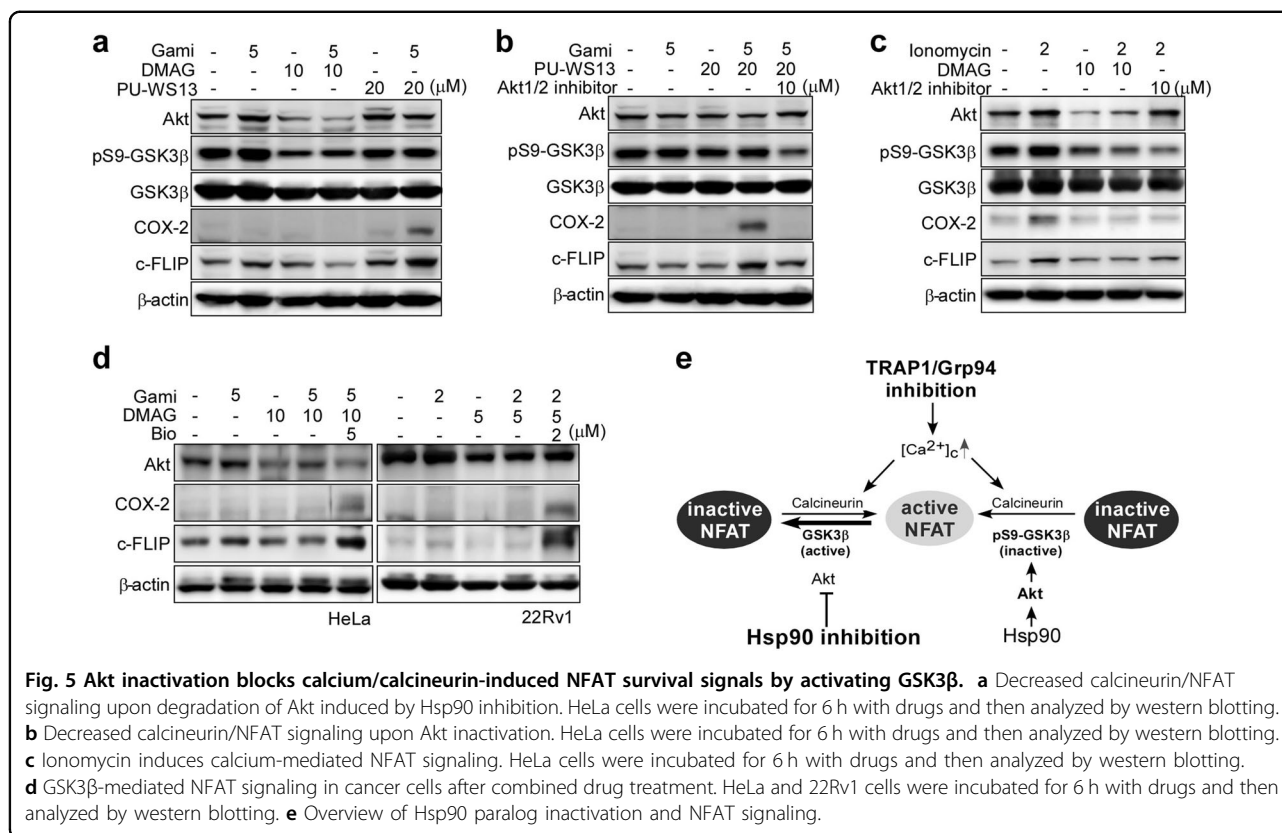 a
Gami - 5 - 5 - 5
DMAG - - 10 10 - -
PU-WS13 - - - - 20 20 (μM)
Akt
pS9-GSK3β
GSK3β
COX-2
c-FLIP
β-actin
b
Gami - 5 - 5 5
PU-WS13 - - 20 20 20
Akt1/2 inhibitor - - - - 10 (μM)
Akt
pS9-GSK3β
GSK3β
COX-2
c-FLIP
β-actin
c
Ionomycin - 2 - 2 2
DMAG - - 10 10 -
Akt1/2 inhibitor - - - - 10 (μM)
Akt
pS9-GSK3β
GSK3β
COX-2
c-FLIP
β-actin
d
Gami - 5 - 5 5 - 2 - 2 2
DMAG - - 10 10 10 - - 5 5 5
Bio - - - - 5 - - - - 2 (μM)
Akt
COX-2
c-FLIP
β-actin
HeLa 22Rv1
e
TRAP1/Grp94
inhibition
[Ca2+]c↑
inactive
NFAT
Calcineurin
GSK3β
(active)
active
NFAT
Calcineurin
pS9-GSK3β
(inactive)
inactive
NFAT
Akt
Akt
Hsp90 inhibition
Hsp90
Fig. 5 Akt inactivation blocks calcium/calcineurin-induced NFAT survival signals by activating GSK3β. a Decreased calcineurin/NFAT
signaling upon degradation of Akt induced by Hsp90 inhibition. HeLa cells were incubated for 6 h with drugs and then analyzed by western blotting.
b Decreased calcineurin/NFAT signaling upon Akt inactivation. HeLa cells were incubated for 6 h with drugs and then analyzed by western blotting.
c Ionomycin induces calcium-mediated NFAT signaling. HeLa cells were incubated for 6 h with drugs and then analyzed by western blotting.
d GSK3β-mediated NFAT signaling in cancer cells after combined drug treatment. HeLa and 22Rv1 cells were incubated for 6 h with drugs and then
analyzed by western blotting. e Overview of Hsp90 paralog inactivation and NFAT signaling.